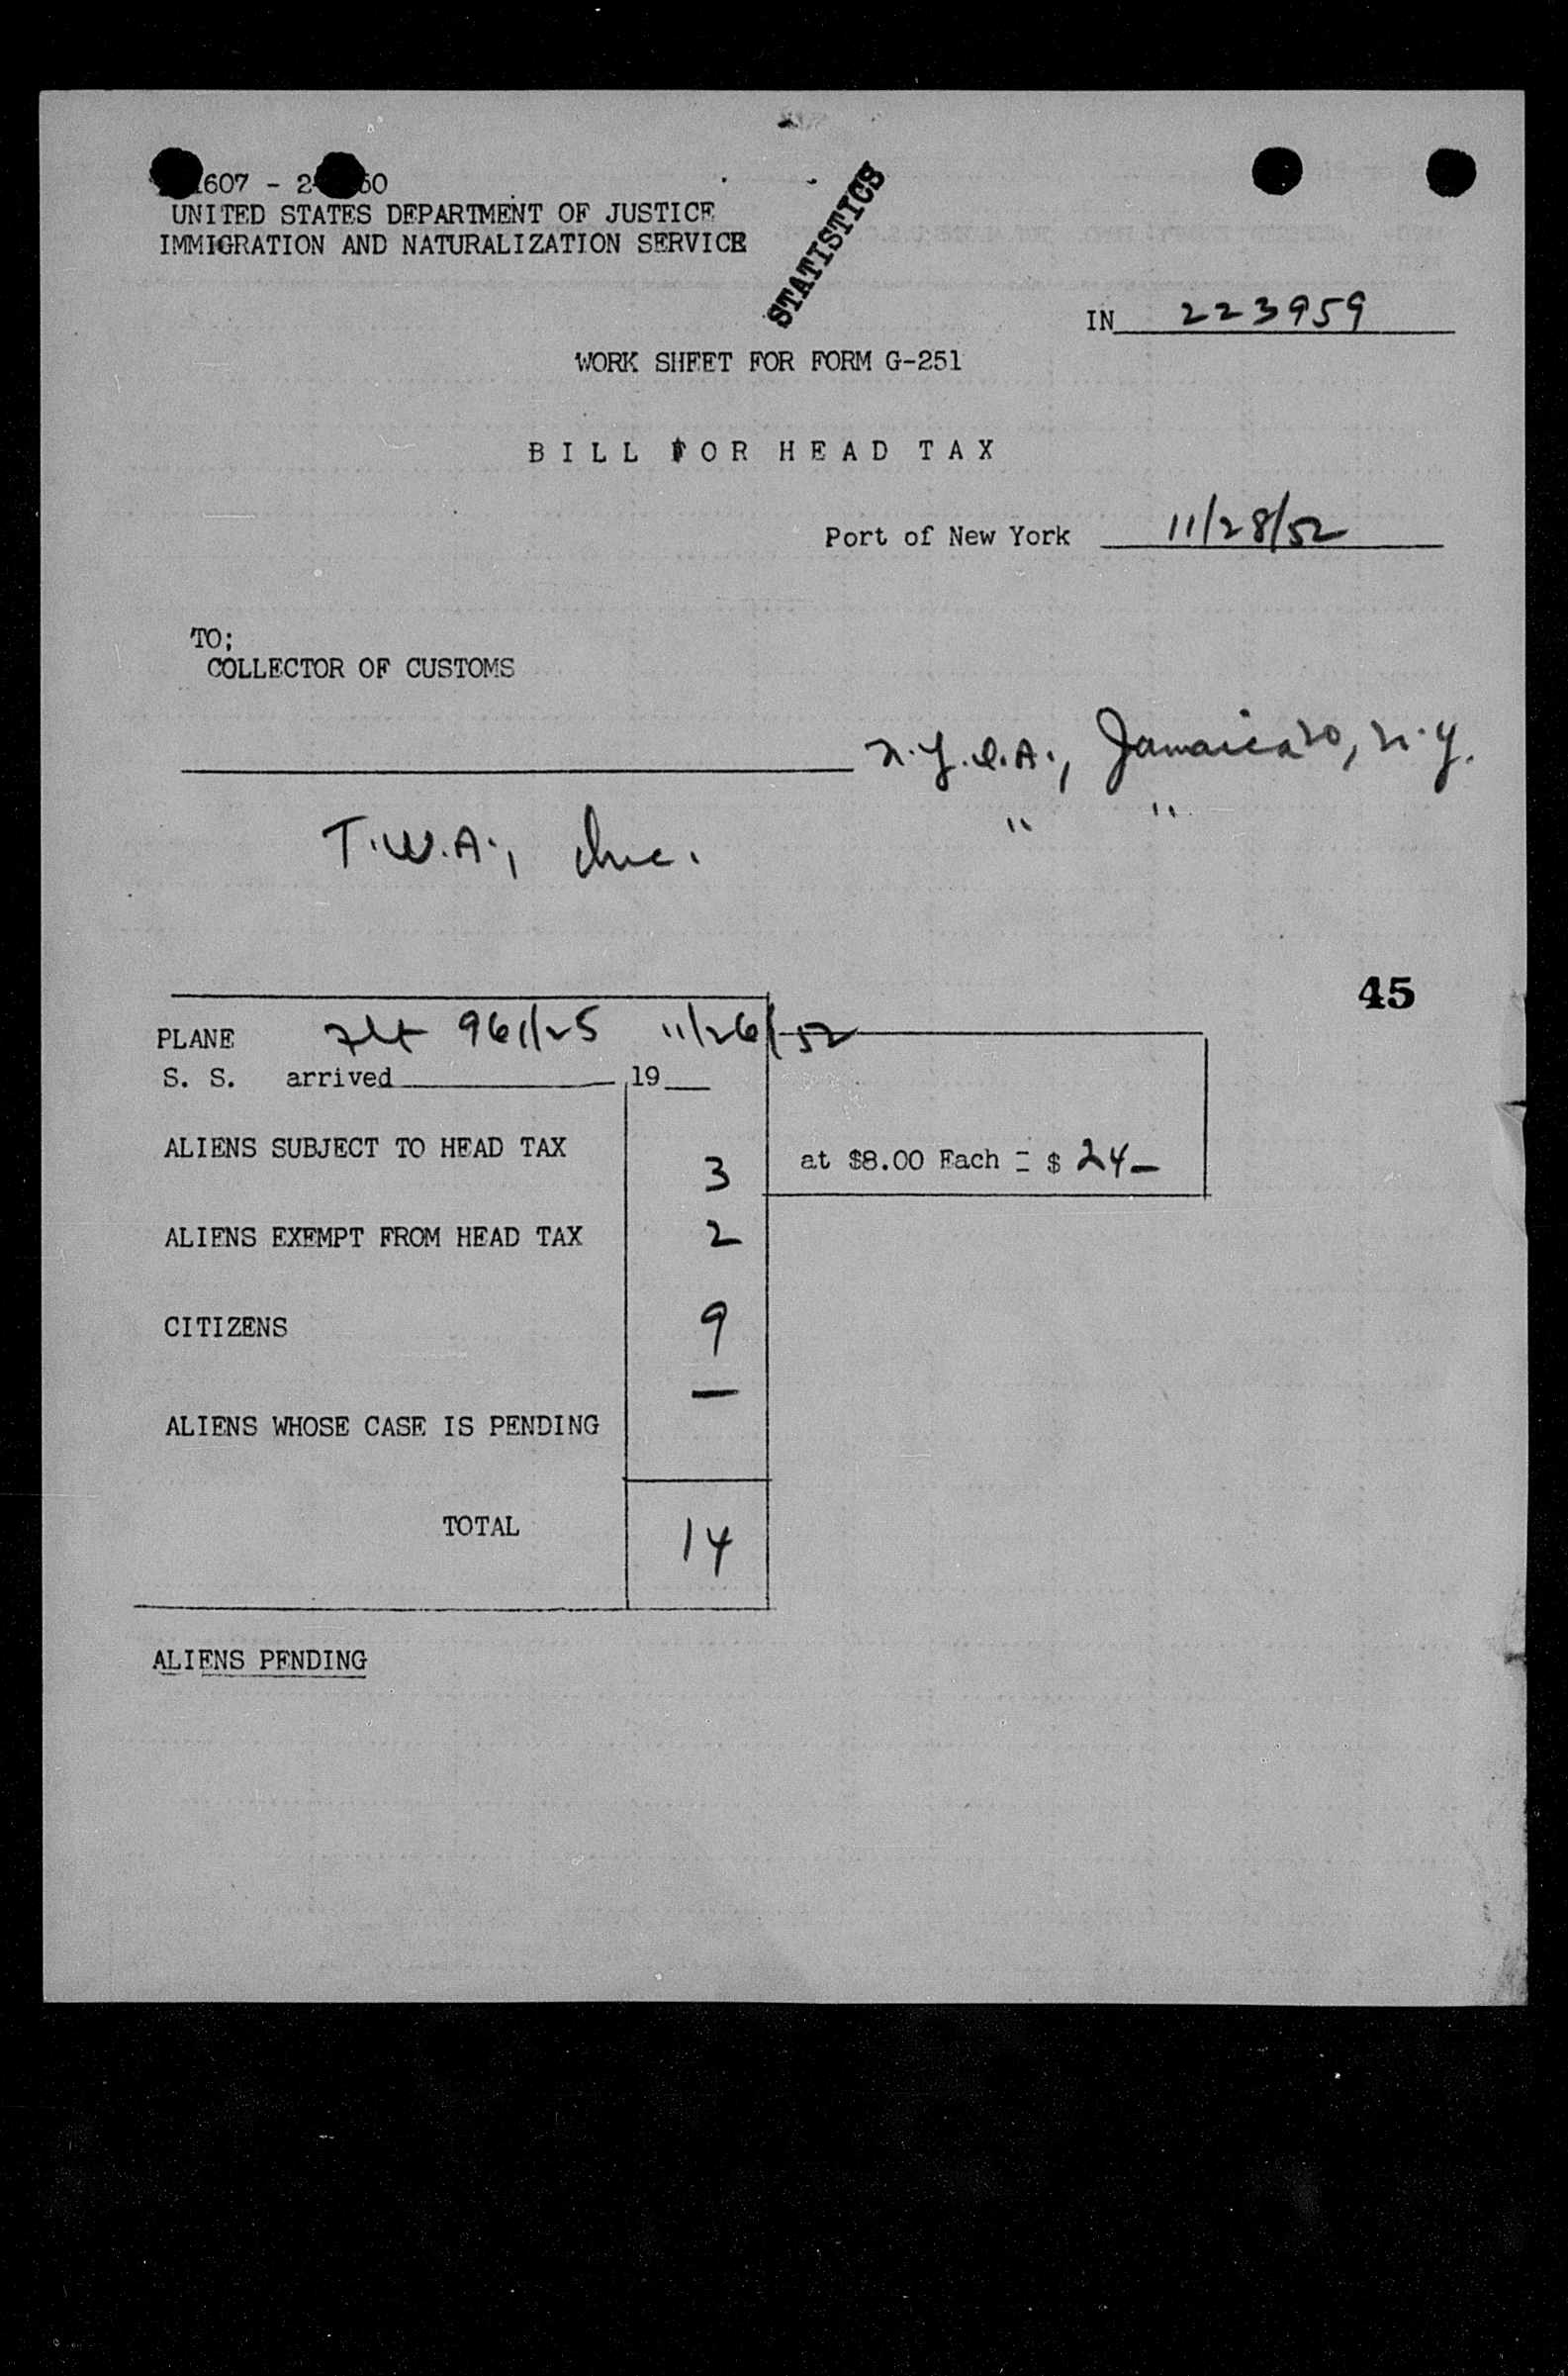 607 - 2 50
UNITED STATES DEPARTMENT OF JUSTICE
IMMIGRATION AND NATURALIZATION SERVICE
STATISTICS
IN 223959
WORK SHEET FOR FORM G-251
BILL FOR HEAD TAX
Port of New York 11/28/52
TO:
COLLECTOR OF CUSTOMS
N.Y.I.A., Jamaica 20, N.Y.
T.W.A., Inc. " "
45
PLANE Flt 961/25 11/26/52
S. S. arrived 19
ALIENS SUBJECT TO HEAD TAX 3 at $8.00 Each = $ 24-
ALIENS EXEMPT FROM HEAD TAX 2
CITIZENS 9
ALIENS WHOSE CASE IS PENDING —
TOTAL 14
ALIENS PENDING